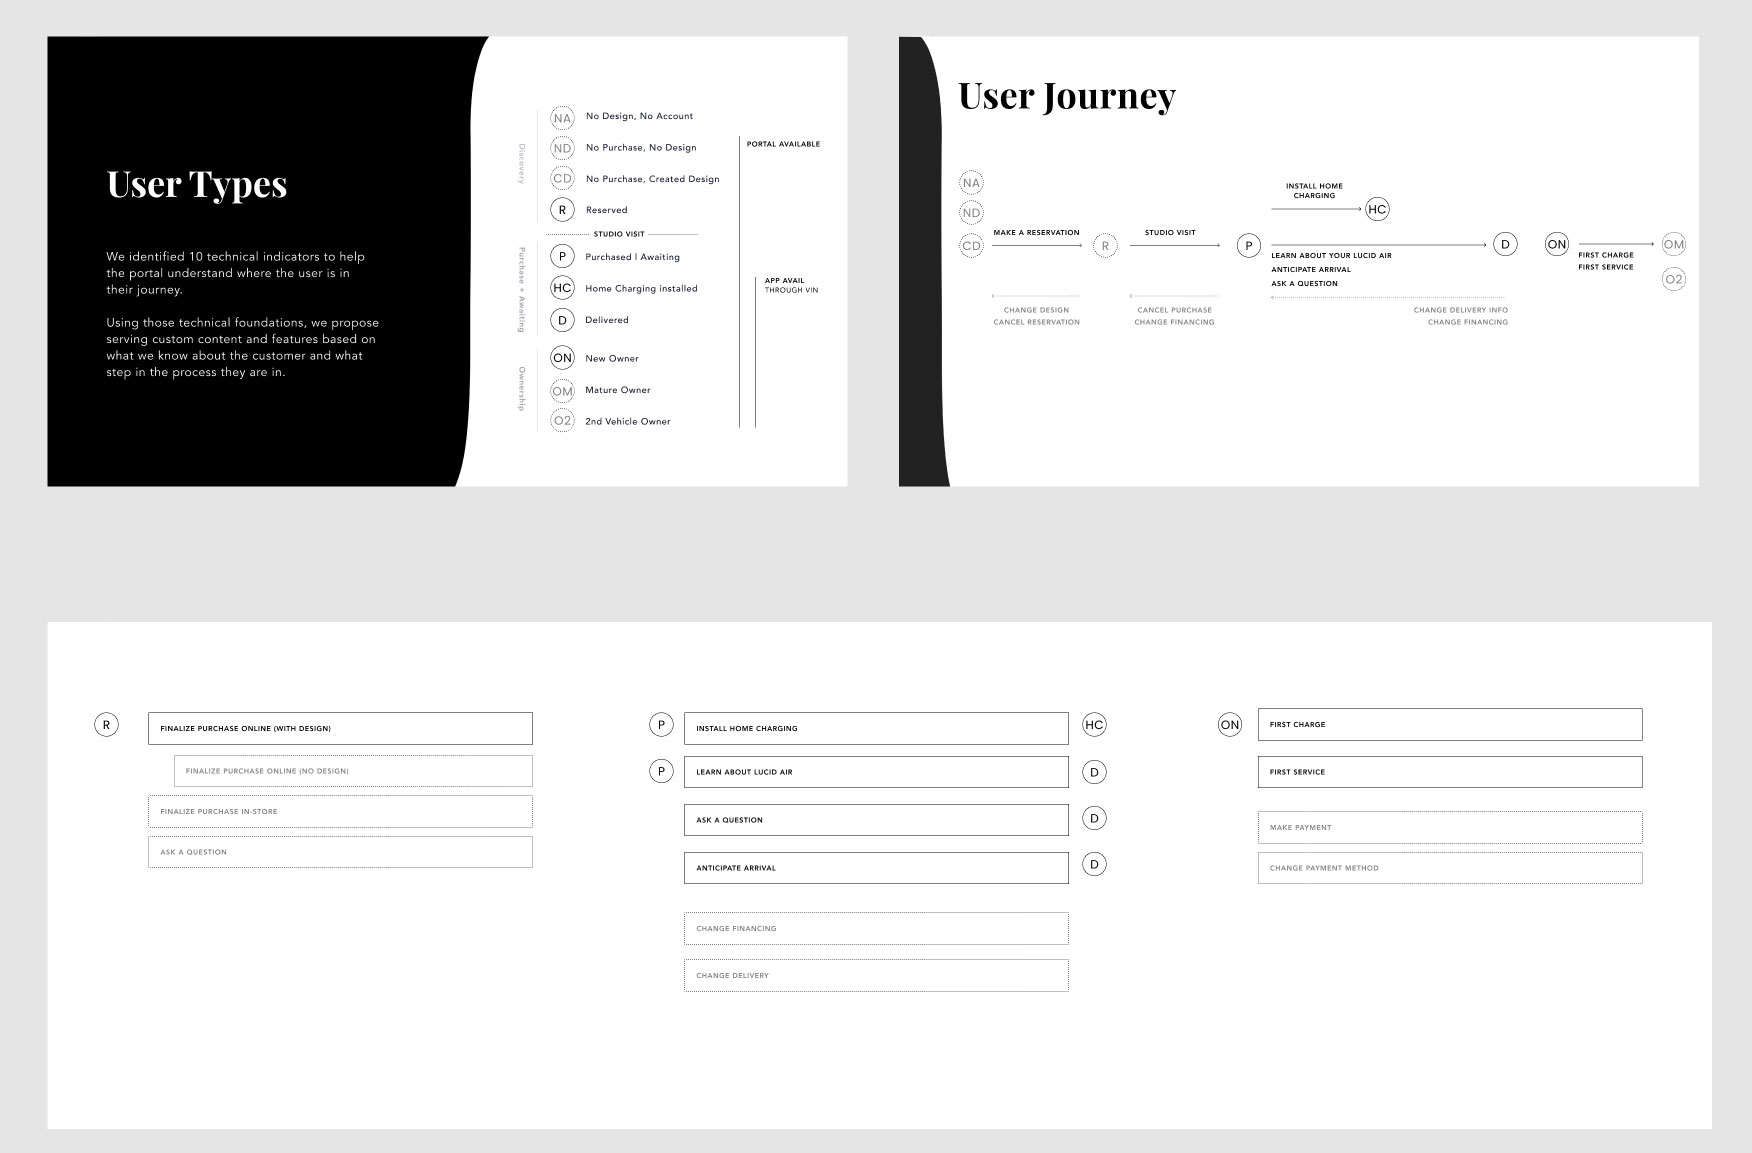 User Types
We identified 10 technical indicators to help
the portal understand where the user is in
their journey.
Using those technical foundations, we propose
serving custom content and features based on
what we know about the customer and what
step in the process they are in.
Discovery
NA No Design, No Account
ND No Purchase, No Design
CD No Purchase, Created Design
R Reserved
STUDIO VISIT
Purchase + Awaiting
P Purchased | Awaiting
HC Home Charging installed
D Delivered
Ownership
ON New Owner
OM Mature Owner
O2 2nd Vehicle Owner
PORTAL AVAILABLE
APP AVAIL
THROUGH VIN
User Journey
NA
ND
CD
MAKE A RESERVATION
CHANGE DESIGN
CANCEL RESERVATION
R
STUDIO VISIT
CANCEL PURCHASE
CHANGE FINANCING
P
INSTALL HOME
CHARGING
HC
LEARN ABOUT YOUR LUCID AIR
ANTICIPATE ARRIVAL
ASK A QUESTION
CHANGE DELIVERY INFO
CHANGE FINANCING
D
ON
FIRST CHARGE
FIRST SERVICE
OM
O2
R
FINALIZE PURCHASE ONLINE (WITH DESIGN)
FINALIZE PURCHASE ONLINE (NO DESIGN)
FINALIZE PURCHASE IN-STORE
ASK A QUESTION
P INSTALL HOME CHARGING HC
P LEARN ABOUT LUCID AIR D
ASK A QUESTION D
ANTICIPATE ARRIVAL D
CHANGE FINANCING
CHANGE DELIVERY
ON FIRST CHARGE
FIRST SERVICE
MAKE PAYMENT
CHANGE PAYMENT METHOD